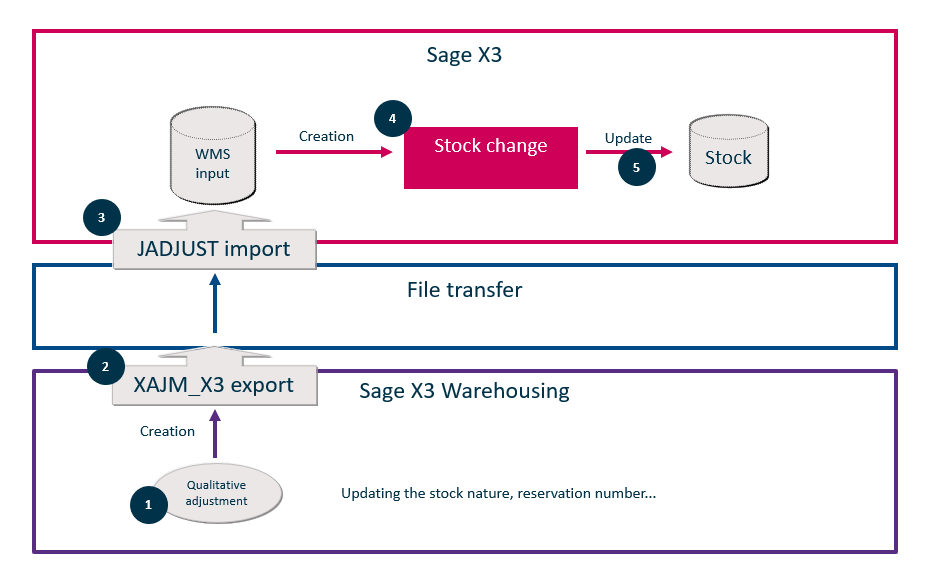 Sage X3
4
Creation
Stock change
Update
5
WMS
input
Stock
3
JADJUST import
File transfer
2
XAJM_X3 export
Sage X3 Warehousing
Creation
Qualitative
adjustment
1
Updating the stock nature, reservation number...